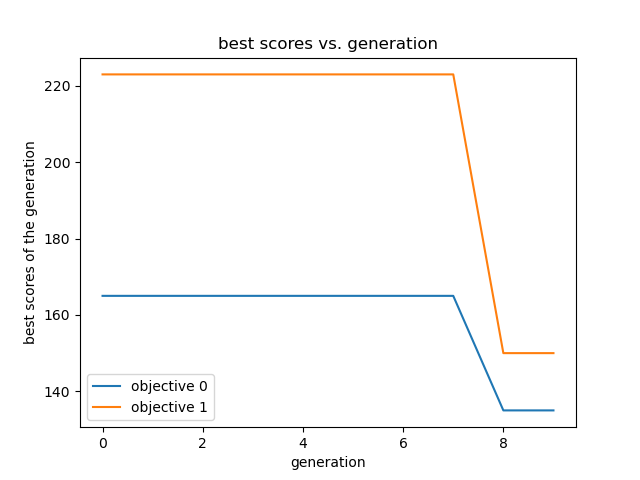 best scores vs. generation
best scores of the generation
220
200
180
160
140
objective 0
objective 1
0 2 4 6 8
generation